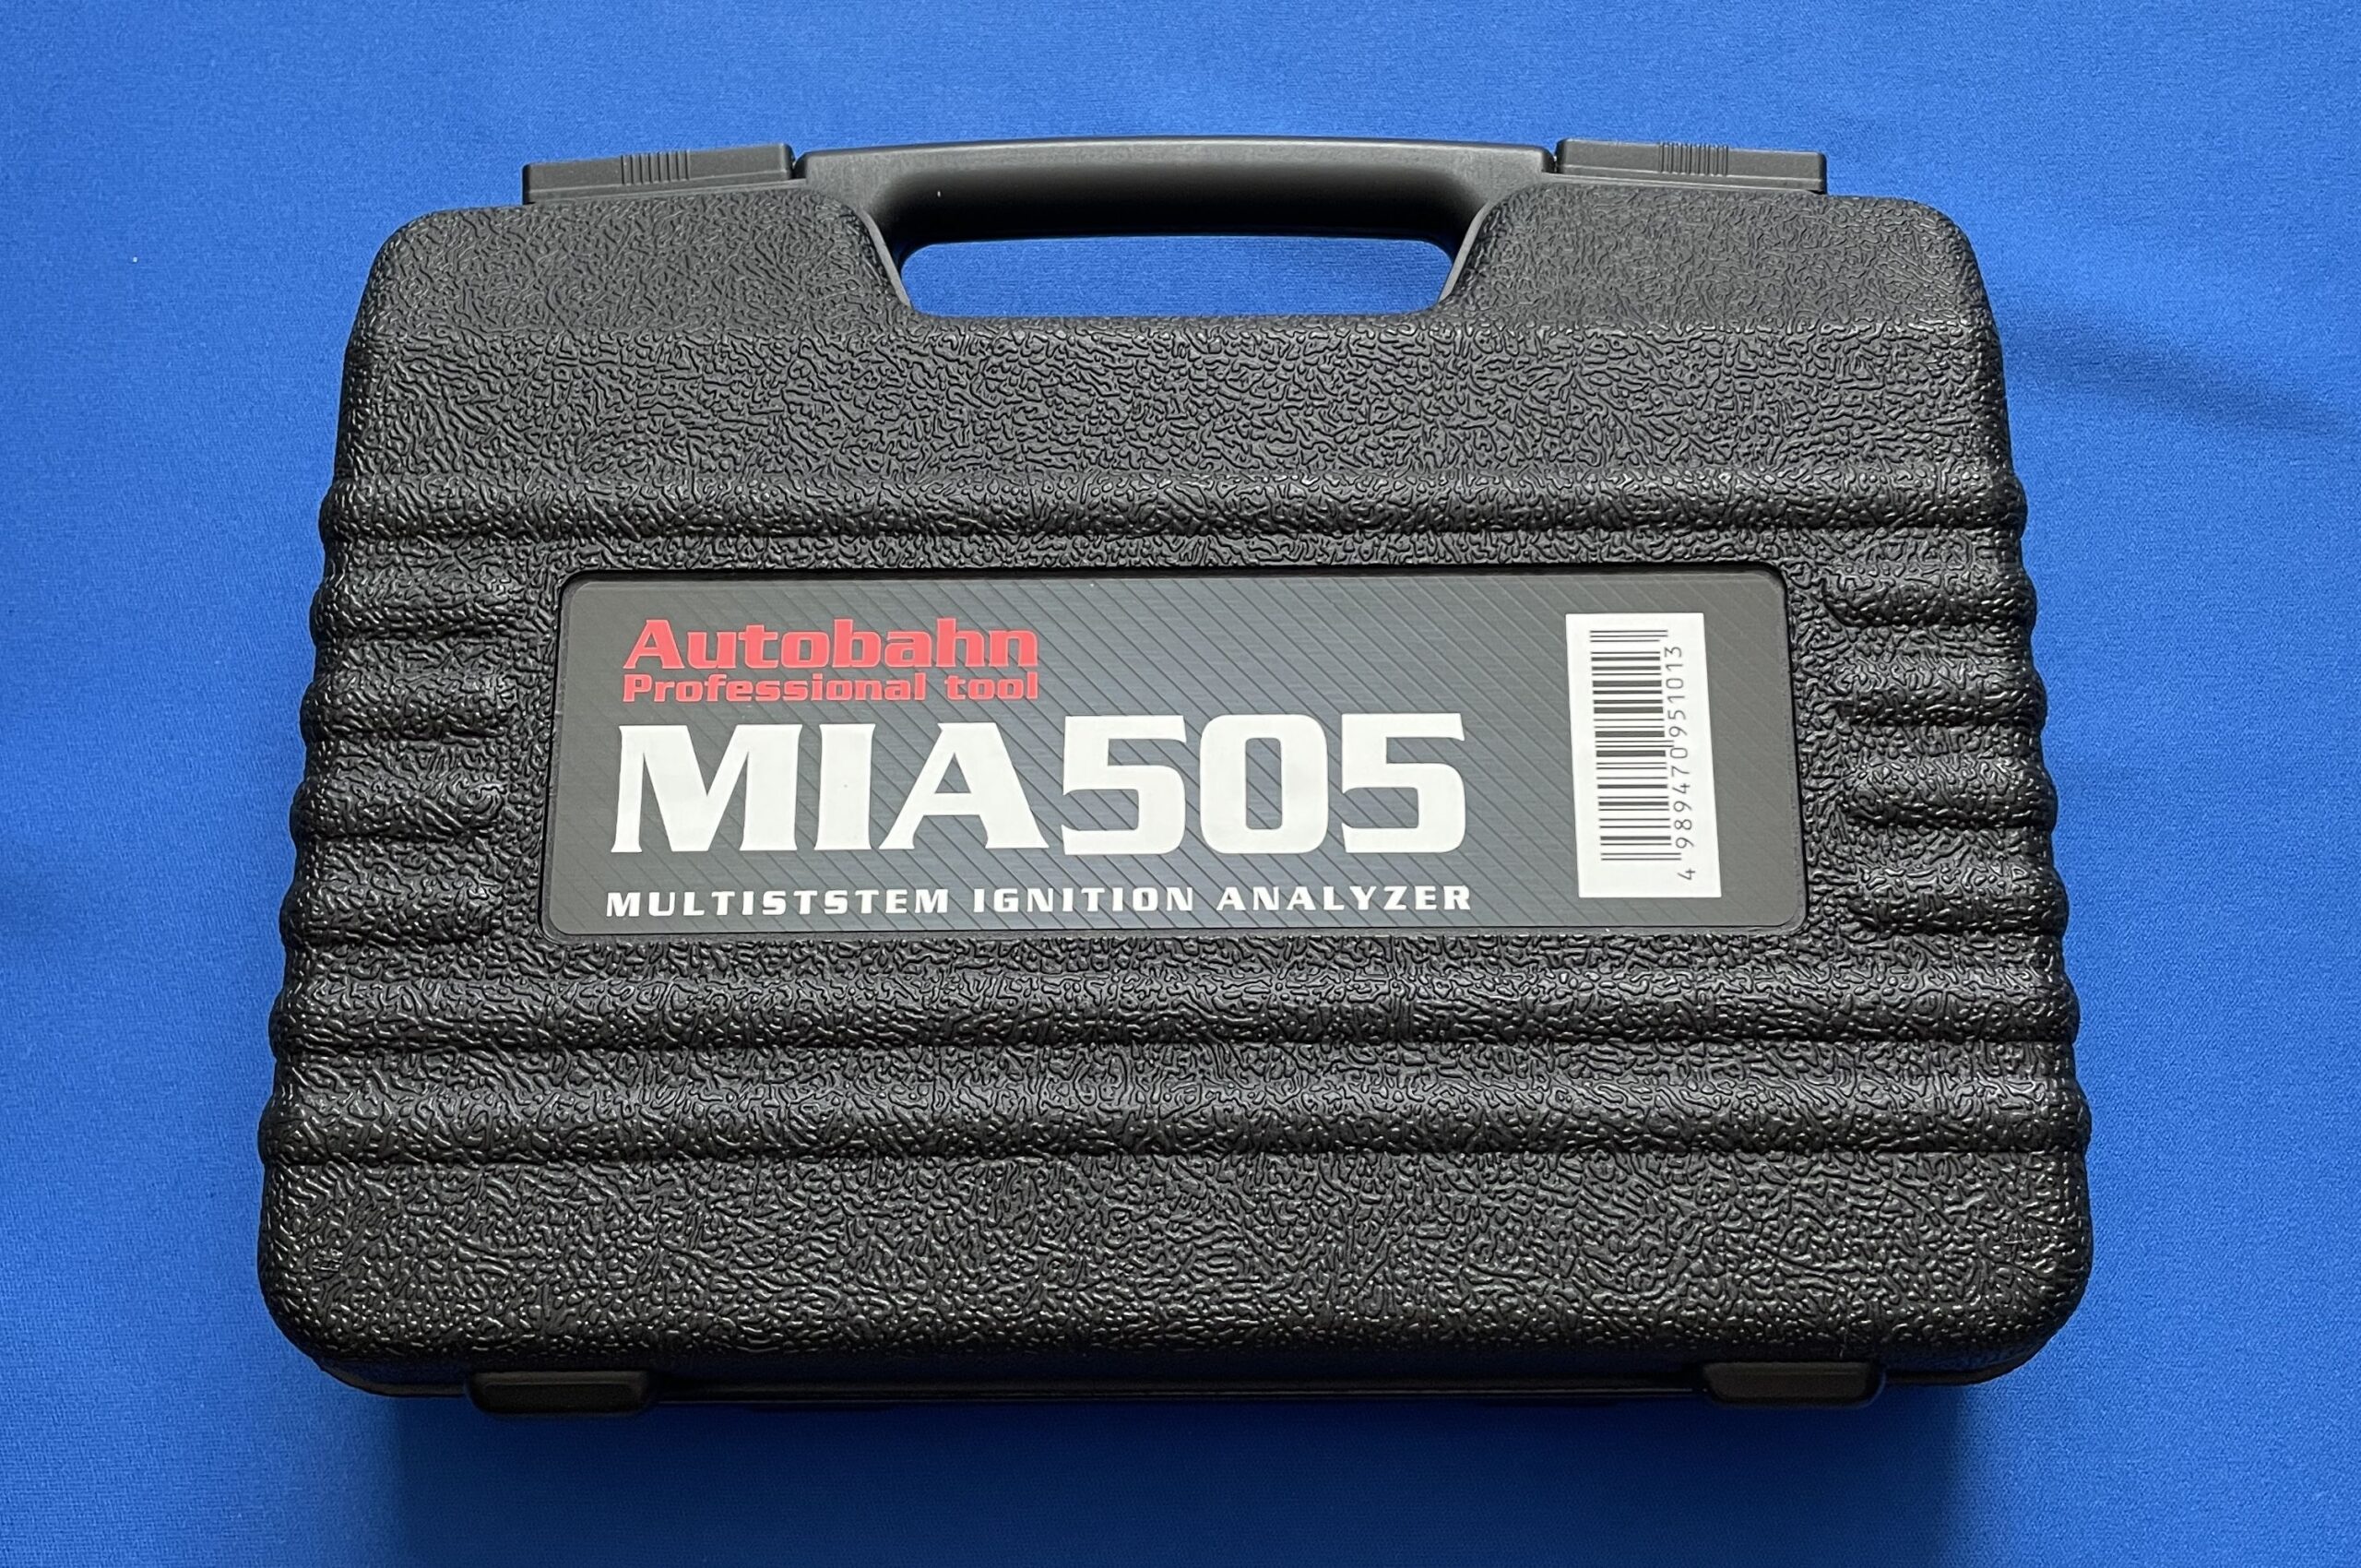 Autobahn
Professional tool
MIA505
MULTISTSTEM IGNITION ANALYZER
4 989470 951013